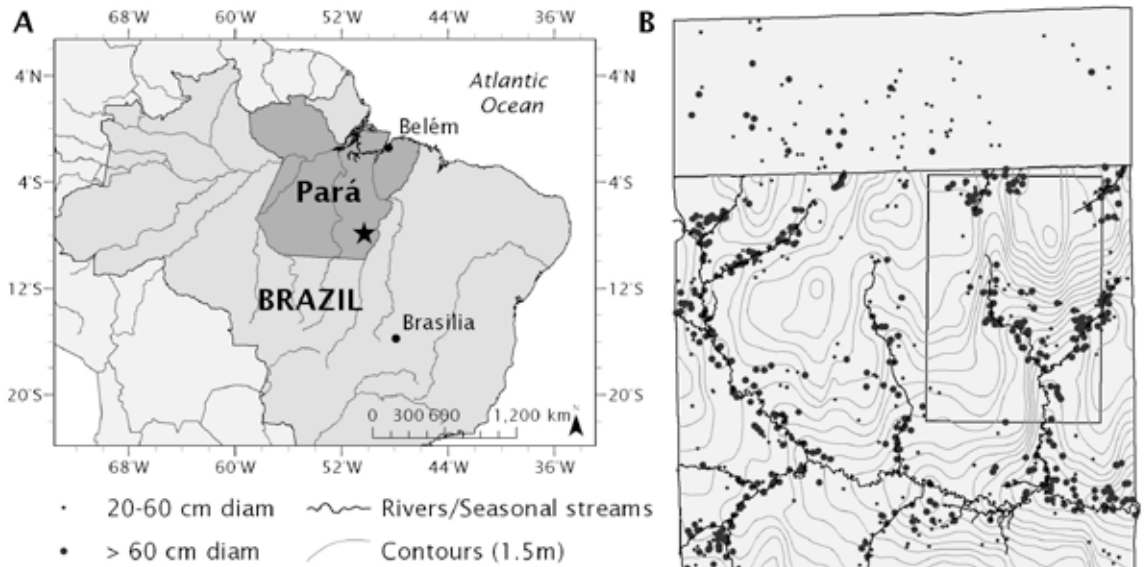 A
68°W 60°W 52°W 44°W 36°W
B
4°N
4°N
Atlantic
Ocean
Belém
4°S
4°S
Pará
12°S
12°S
BRAZIL
Brasilia
20°S
20°S
0 300 600 1,200 km
N
68°W 60°W 52°W 44°W 36°W
20-60 cm diam
Rivers/Seasonal streams
> 60 cm diam
Contours (1.5m)